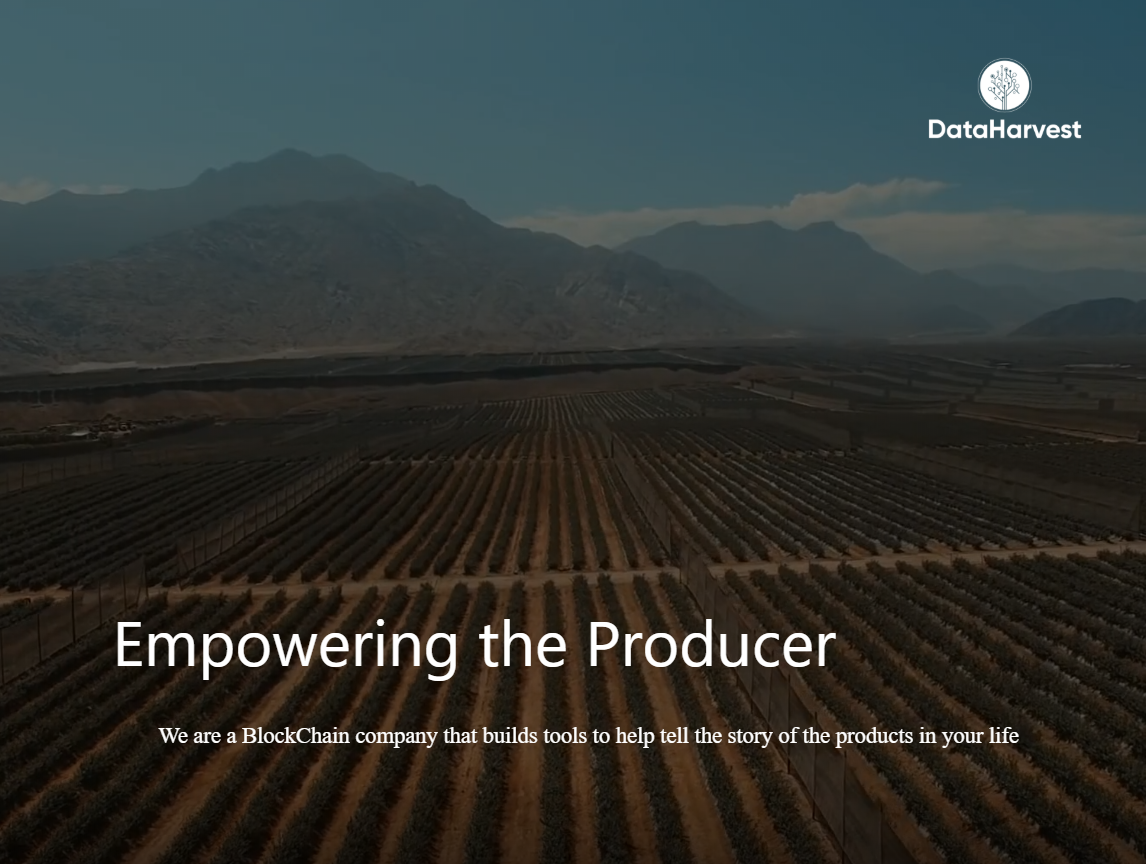 DataHarvest
Empowering the Producer
We are a BlockChain company that builds tools to help tell the story of the products in your life